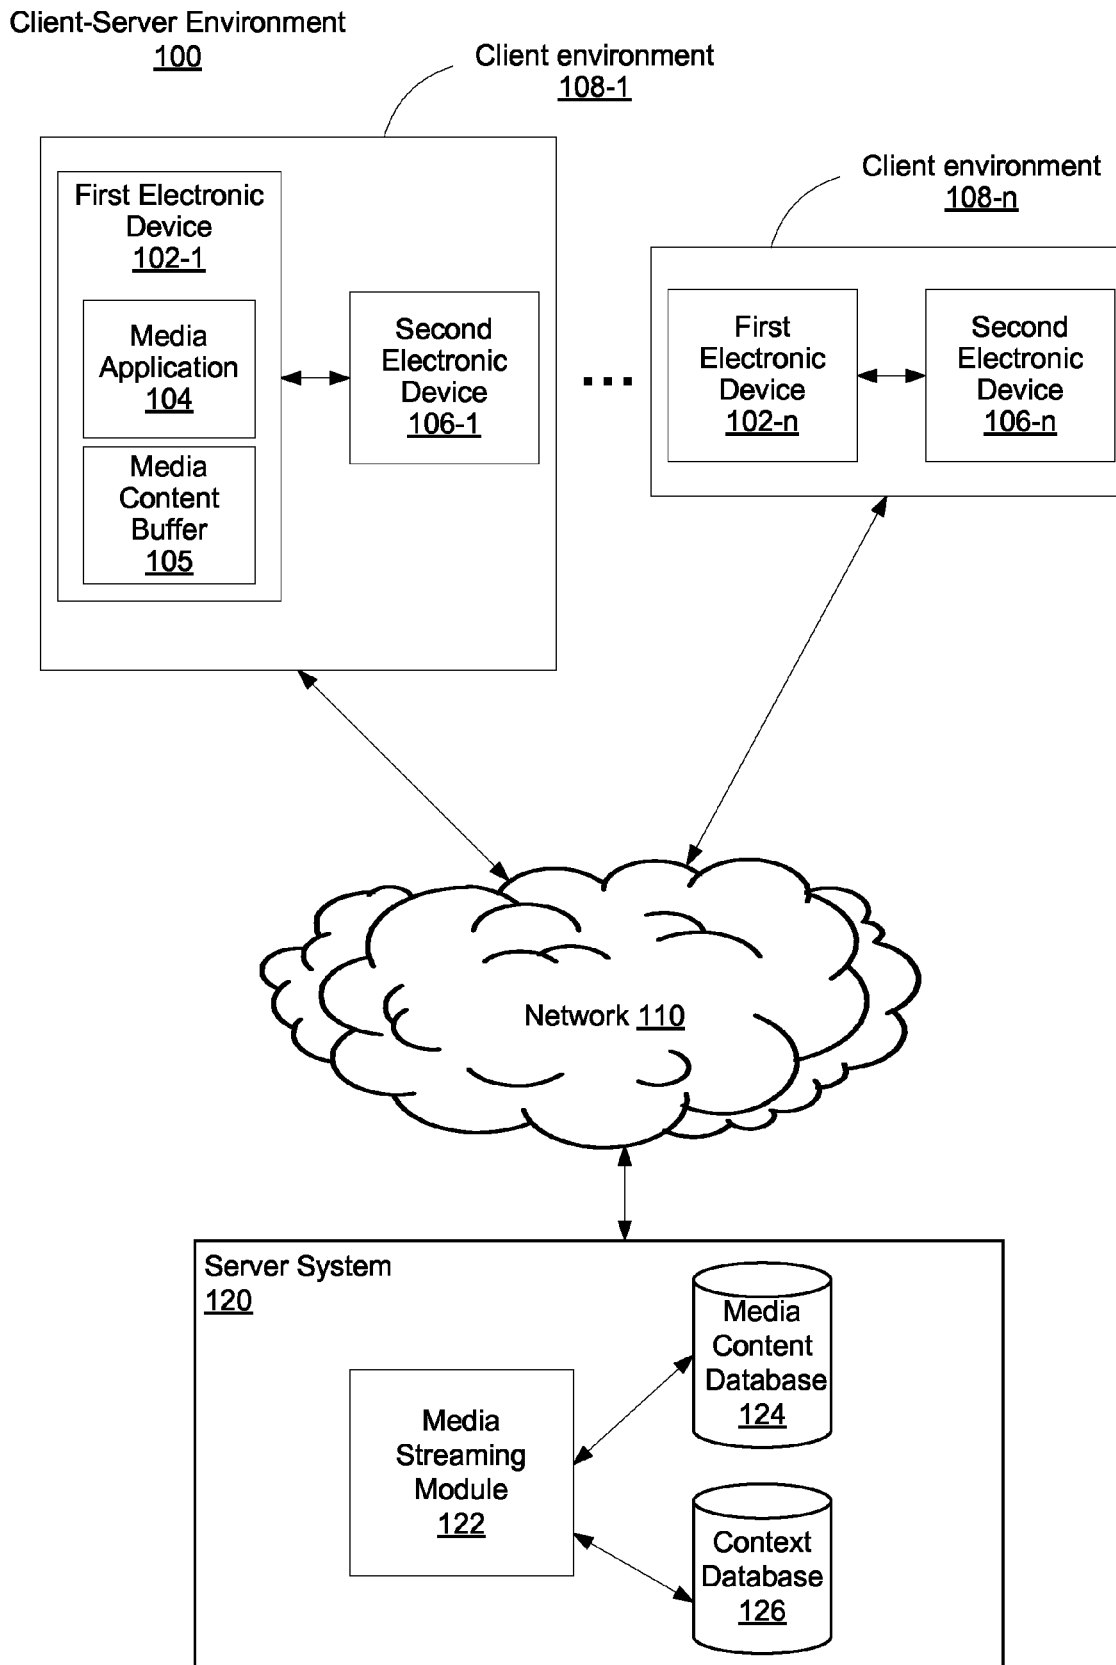 Client-Server Environment
100
Client environment
108-1
Client environment
108-n
First Electronic
Device
102-1
Media
Application
104
Media
Content
Buffer
105
Second
Electronic
Device
106-1
...
First
Electronic
Device
102-n
Second
Electronic
Device
106-n
Network 110
Server System
120
Media
Streaming
Module
122
Media
Content
Database
124
Context
Database
126